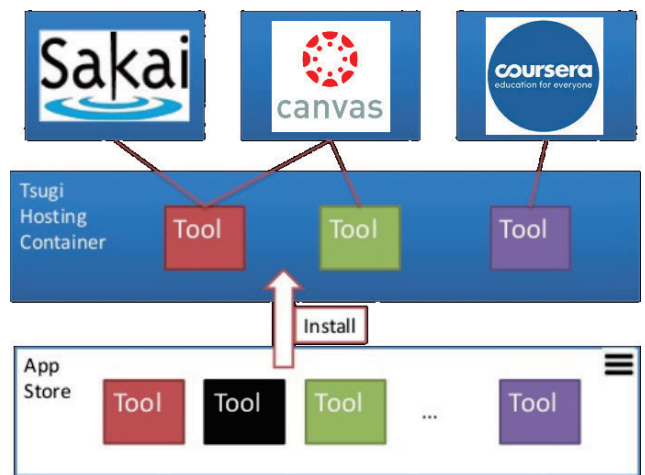 Sakai
canvas
coursera
education for everyone
Tsugi
Hosting
Container
Tool
Tool
Tool
Install
App
Store
Tool
Tool
Tool
...
Tool